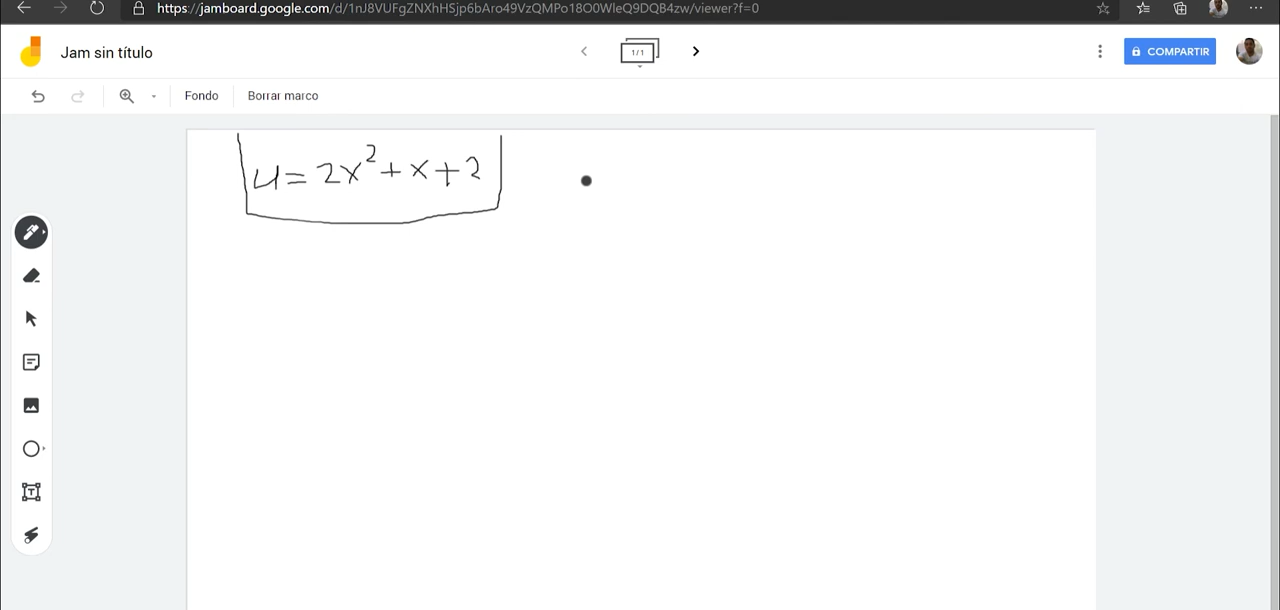 https://jamboard.google.com/d/1nJ8VUFgZNXhHSjp6bAro49VzQMPo18O0WleQ9DQB4zw/viewer?f=0
Jam sin título
1/1
COMPARTIR
Fondo
Borrar marco
y = 2x² + x + 2